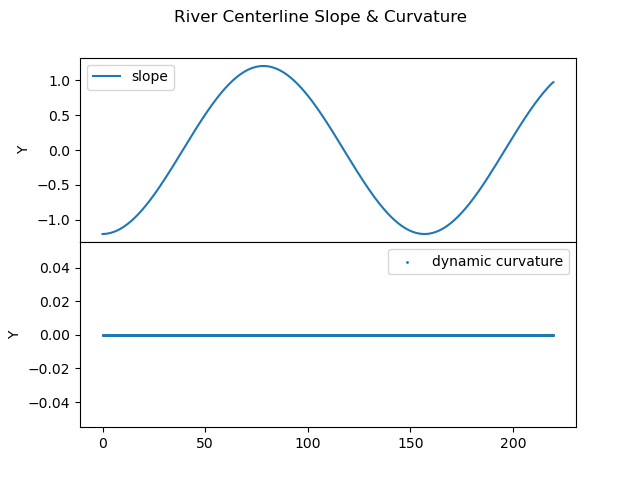 River Centerline Slope & Curvature
slope
1.0
0.5
0.0
−0.5
−1.0
Y
dynamic curvature
0.04
0.02
0.00
−0.02
−0.04
Y
0 50 100 150 200